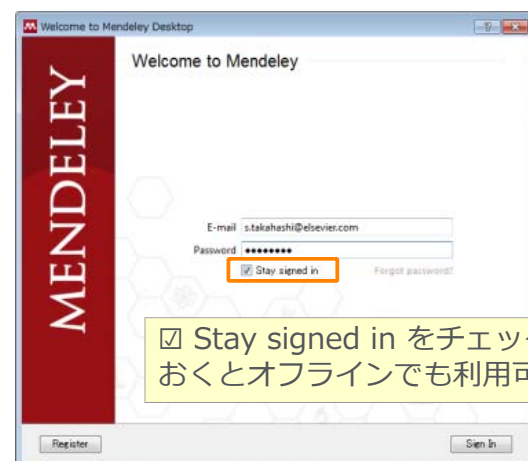 Welcome to Mendeley Desktop
Welcome to Mendeley
MENDELEY
E-mail s.takahashi@elsevier.com
Password ●●●●●●●●
Stay signed in Forgot password?
☑ Stay signed in をチェッ
おくとオフラインでも利用
Register Sign In